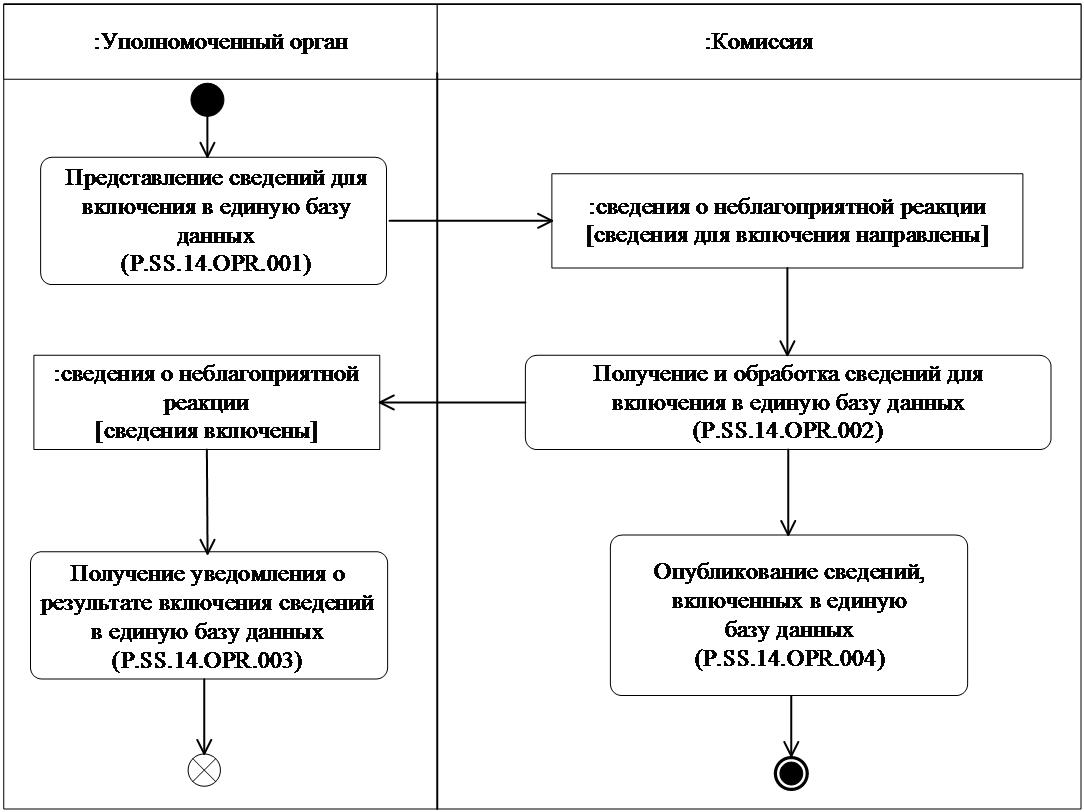 :Уполномоченный орган
:Комиссия
Представление сведений для
включения в единую базу
данных
(P.SS.14.OPR.001)
:сведения о неблагоприятной реакции
[сведения для включения направлены]
:сведения о неблагоприятной
реакции
[сведения включены]
Получение и обработка сведений для
включения в единую базу данных
(P.SS.14.OPR.002)
Получение уведомления о
результате включения сведений
в единую базу данных
(P.SS.14.OPR.003)
Опубликование сведений,
включенных в единую
базу данных
(P.SS.14.OPR.004)